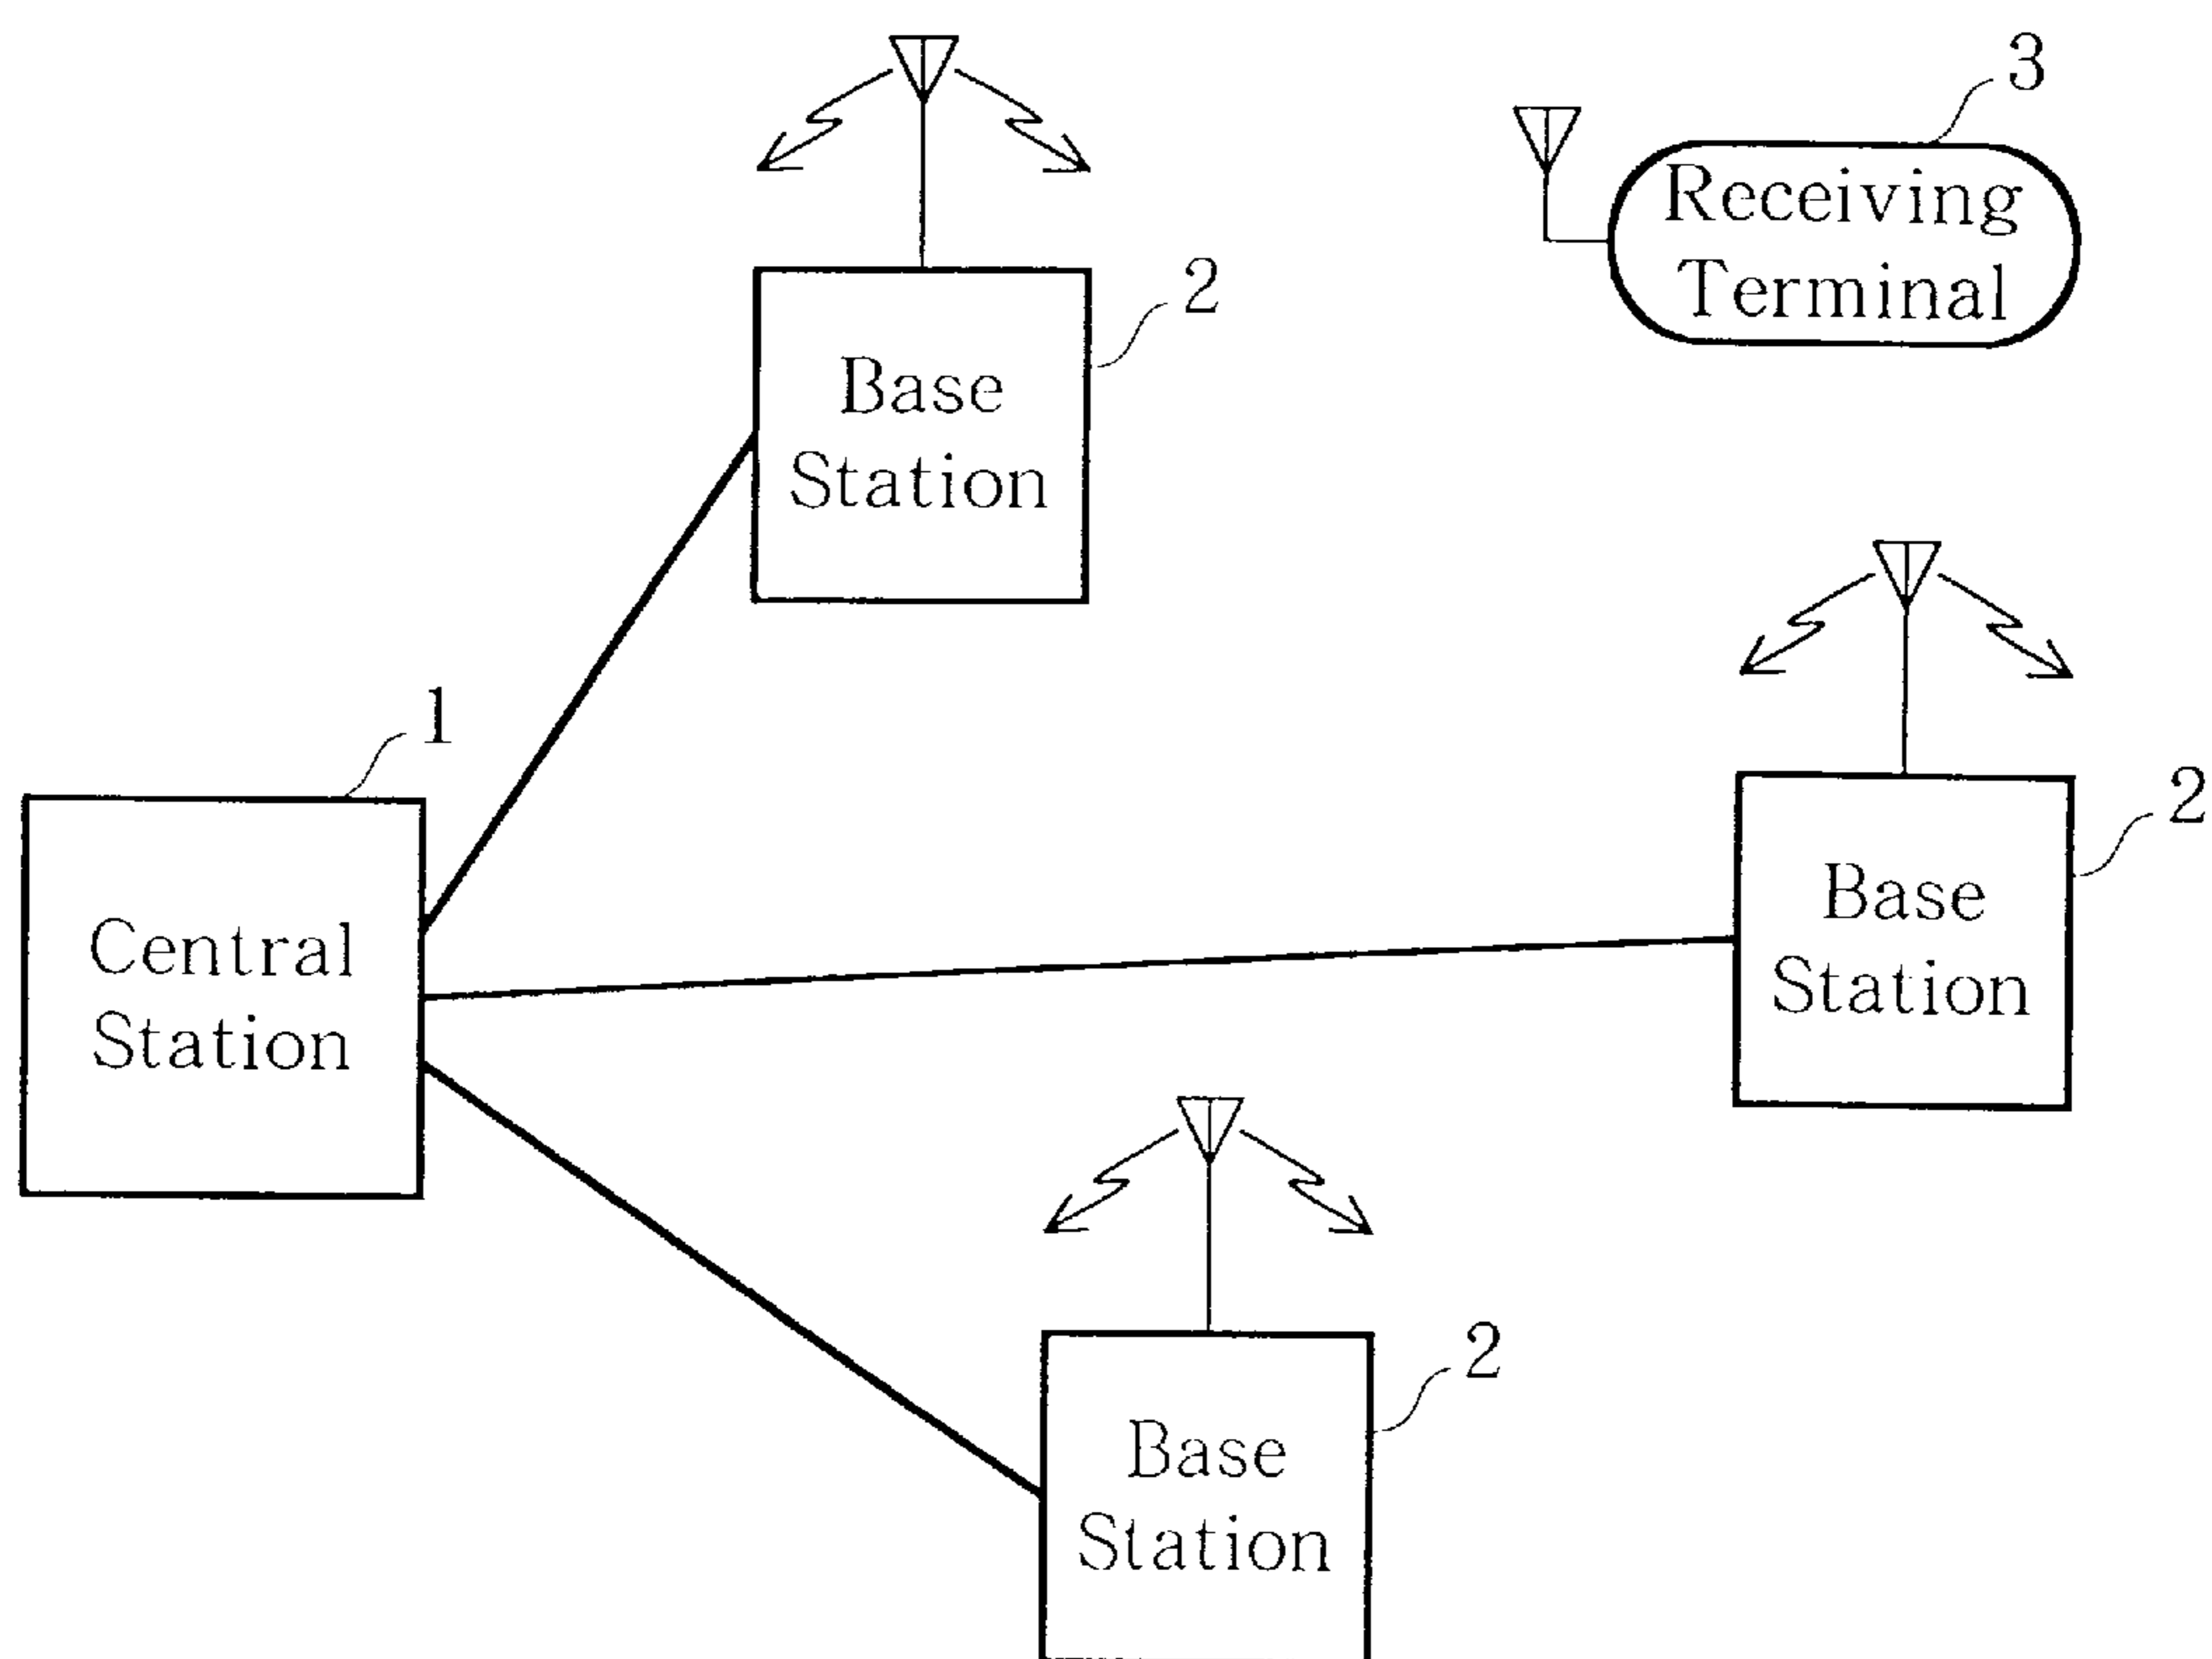 3
Receiving
Terminal
2
Base
Station
1
2
Base
Station
Central
Station
2
Base
Station